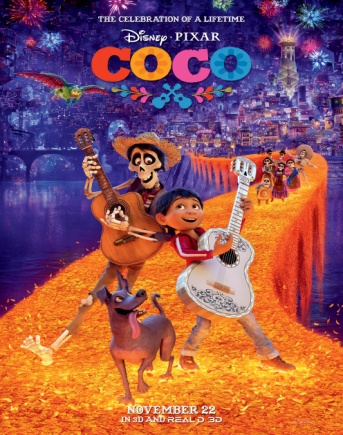 THE CELEBRATION OF A LIFETIME
Disney · PIXAR
COCO
NOVEMBER 22
IN 3D AND REAL D 3D